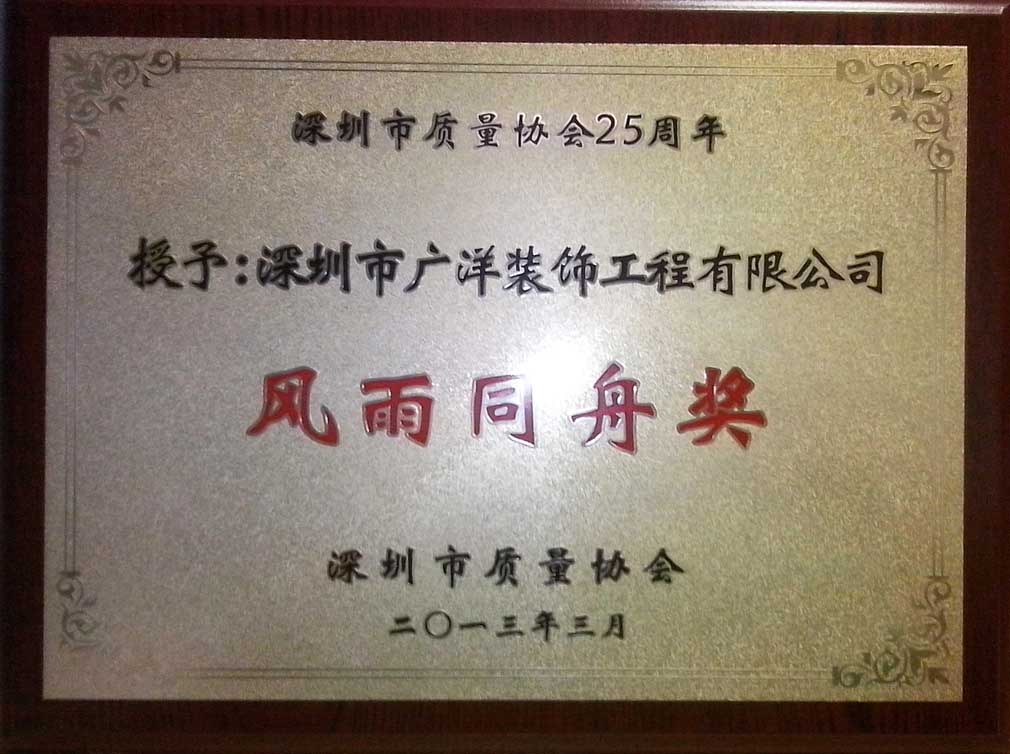 深圳市质量协会25周年
授予:深圳市广洋装饰工程有限公司
风雨同舟奖
深圳市质量协会
二〇一三年三月